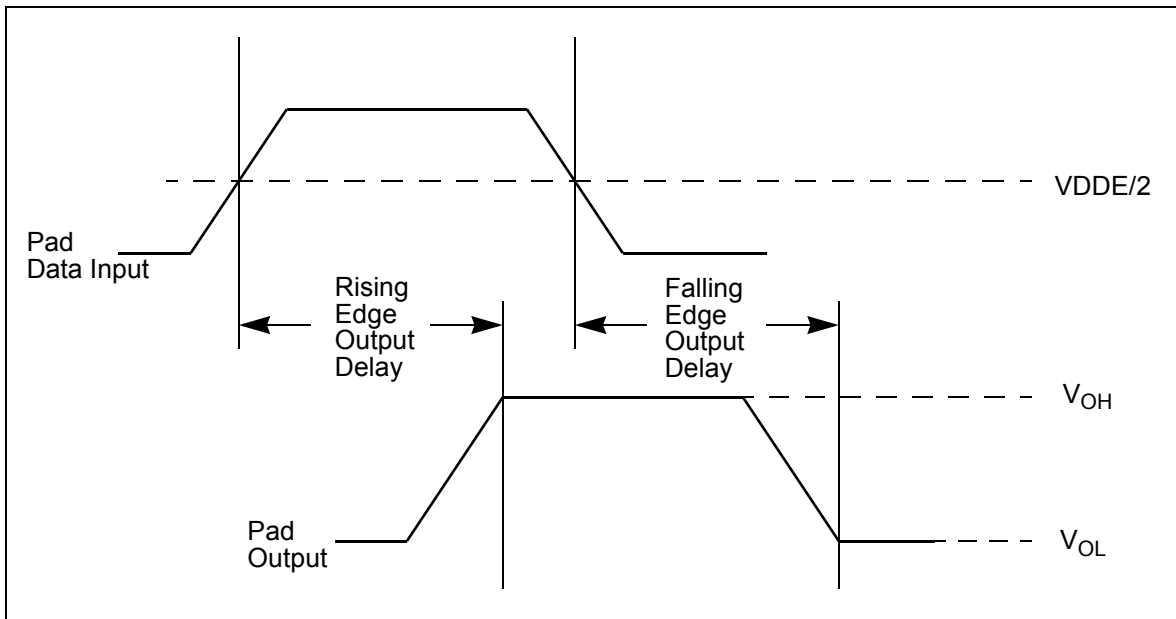 VDDE/2
Pad
Data Input
Rising
Edge
Output
Delay
Falling
Edge
Output
Delay
VOH
Pad
Output
VOL